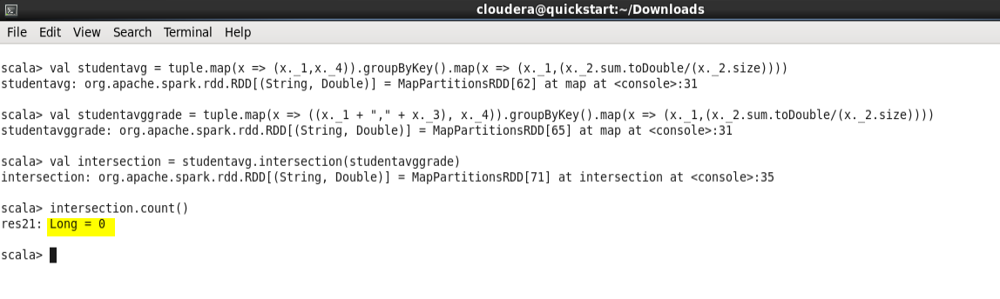 cloudera@quickstart:~/Downloads
File Edit View Search Terminal Help
scala> val studentavg = tuple.map(x => (x._1,x._4)).groupByKey().map(x => (x._1,(x._2.sum.toDouble/(x._2.size))))
studentavg: org.apache.spark.rdd.RDD[(String, Double)] = MapPartitionsRDD[62] at map at <console>:31
scala> val studentavggrade = tuple.map(x => ((x._1 + "," + x._3), x._4)).groupByKey().map(x => (x._1,(x._2.sum.toDouble/(x._2.size))))
studentavggrade: org.apache.spark.rdd.RDD[(String, Double)] = MapPartitionsRDD[65] at map at <console>:31
scala> val intersection = studentavg.intersection(studentavggrade)
intersection: org.apache.spark.rdd.RDD[(String, Double)] = MapPartitionsRDD[71] at intersection at <console>:35
scala> intersection.count()
res21: Long = 0
scala>